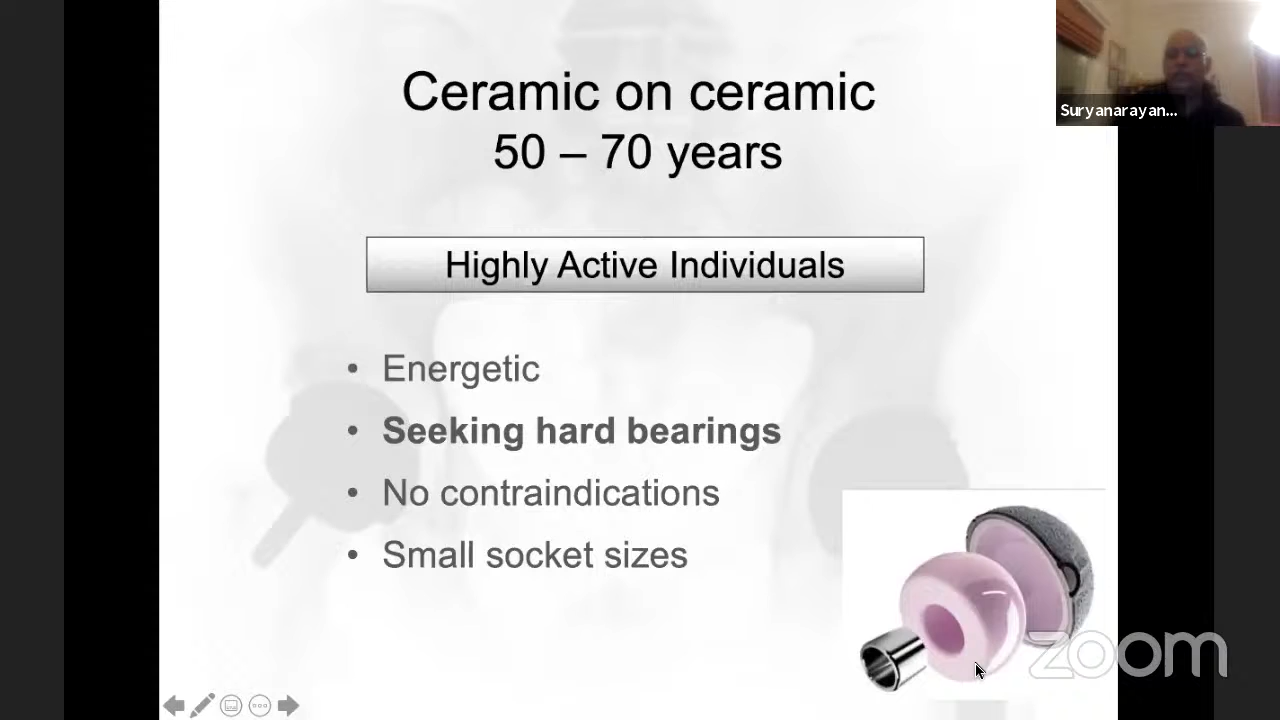 Ceramic on ceramic
50 – 70 years
Suryanarayan...
Highly Active Individuals
• Energetic
• Seeking hard bearings
• No contraindications
• Small socket sizes
zoom